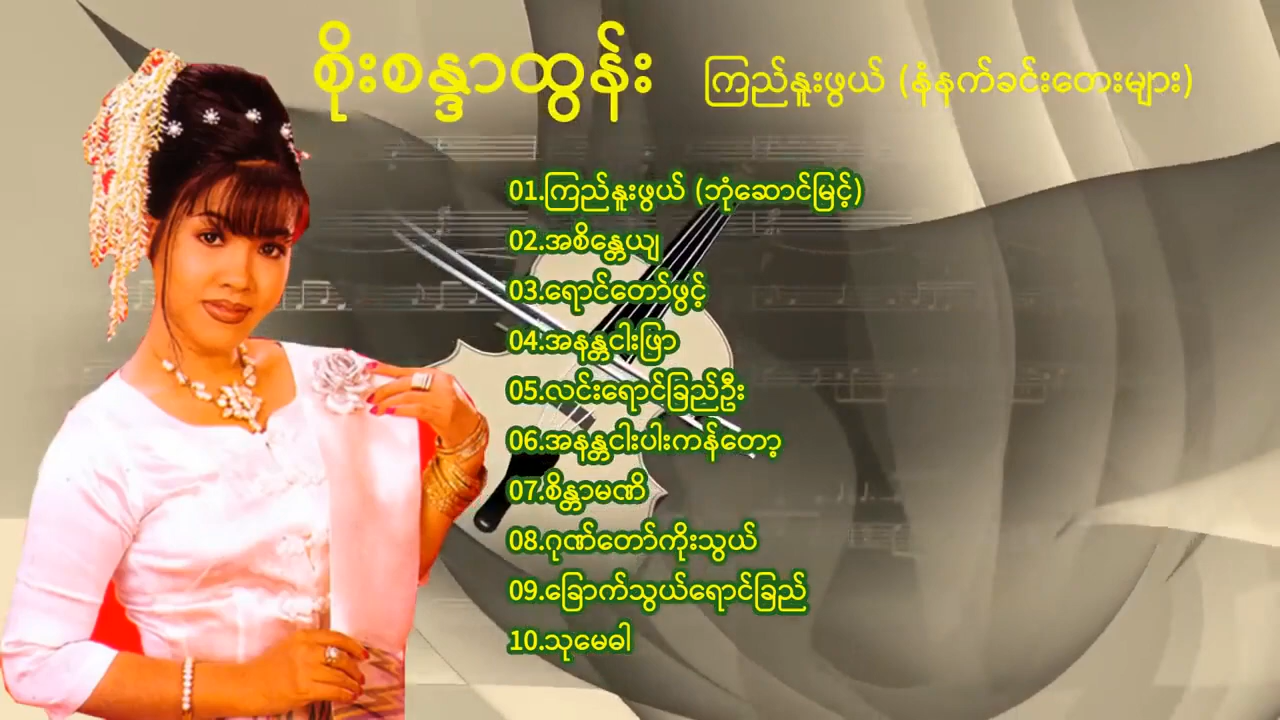 စိုးစန္ဒာထွန်း ကြည်နူးဖွယ် (နံနက်ခင်းတေးများ)
01.ကြည်နူးဖွယ် (ဘုံဆောင်မြင့်)
02.အစိန္တေယျ
03.ရောင်တော်ဖွင့်
04.အနန္တငါးဖြာ
05.လင်းရောင်ခြည်ဦး
06.အနန္တငါးပါးကန်တော့
07.စိန္တာမဏိ
08.ဂုဏ်တော်ကိုးသွယ်
09.ခြောက်သွယ်ရောင်ခြည်
10.သုမေဓါ